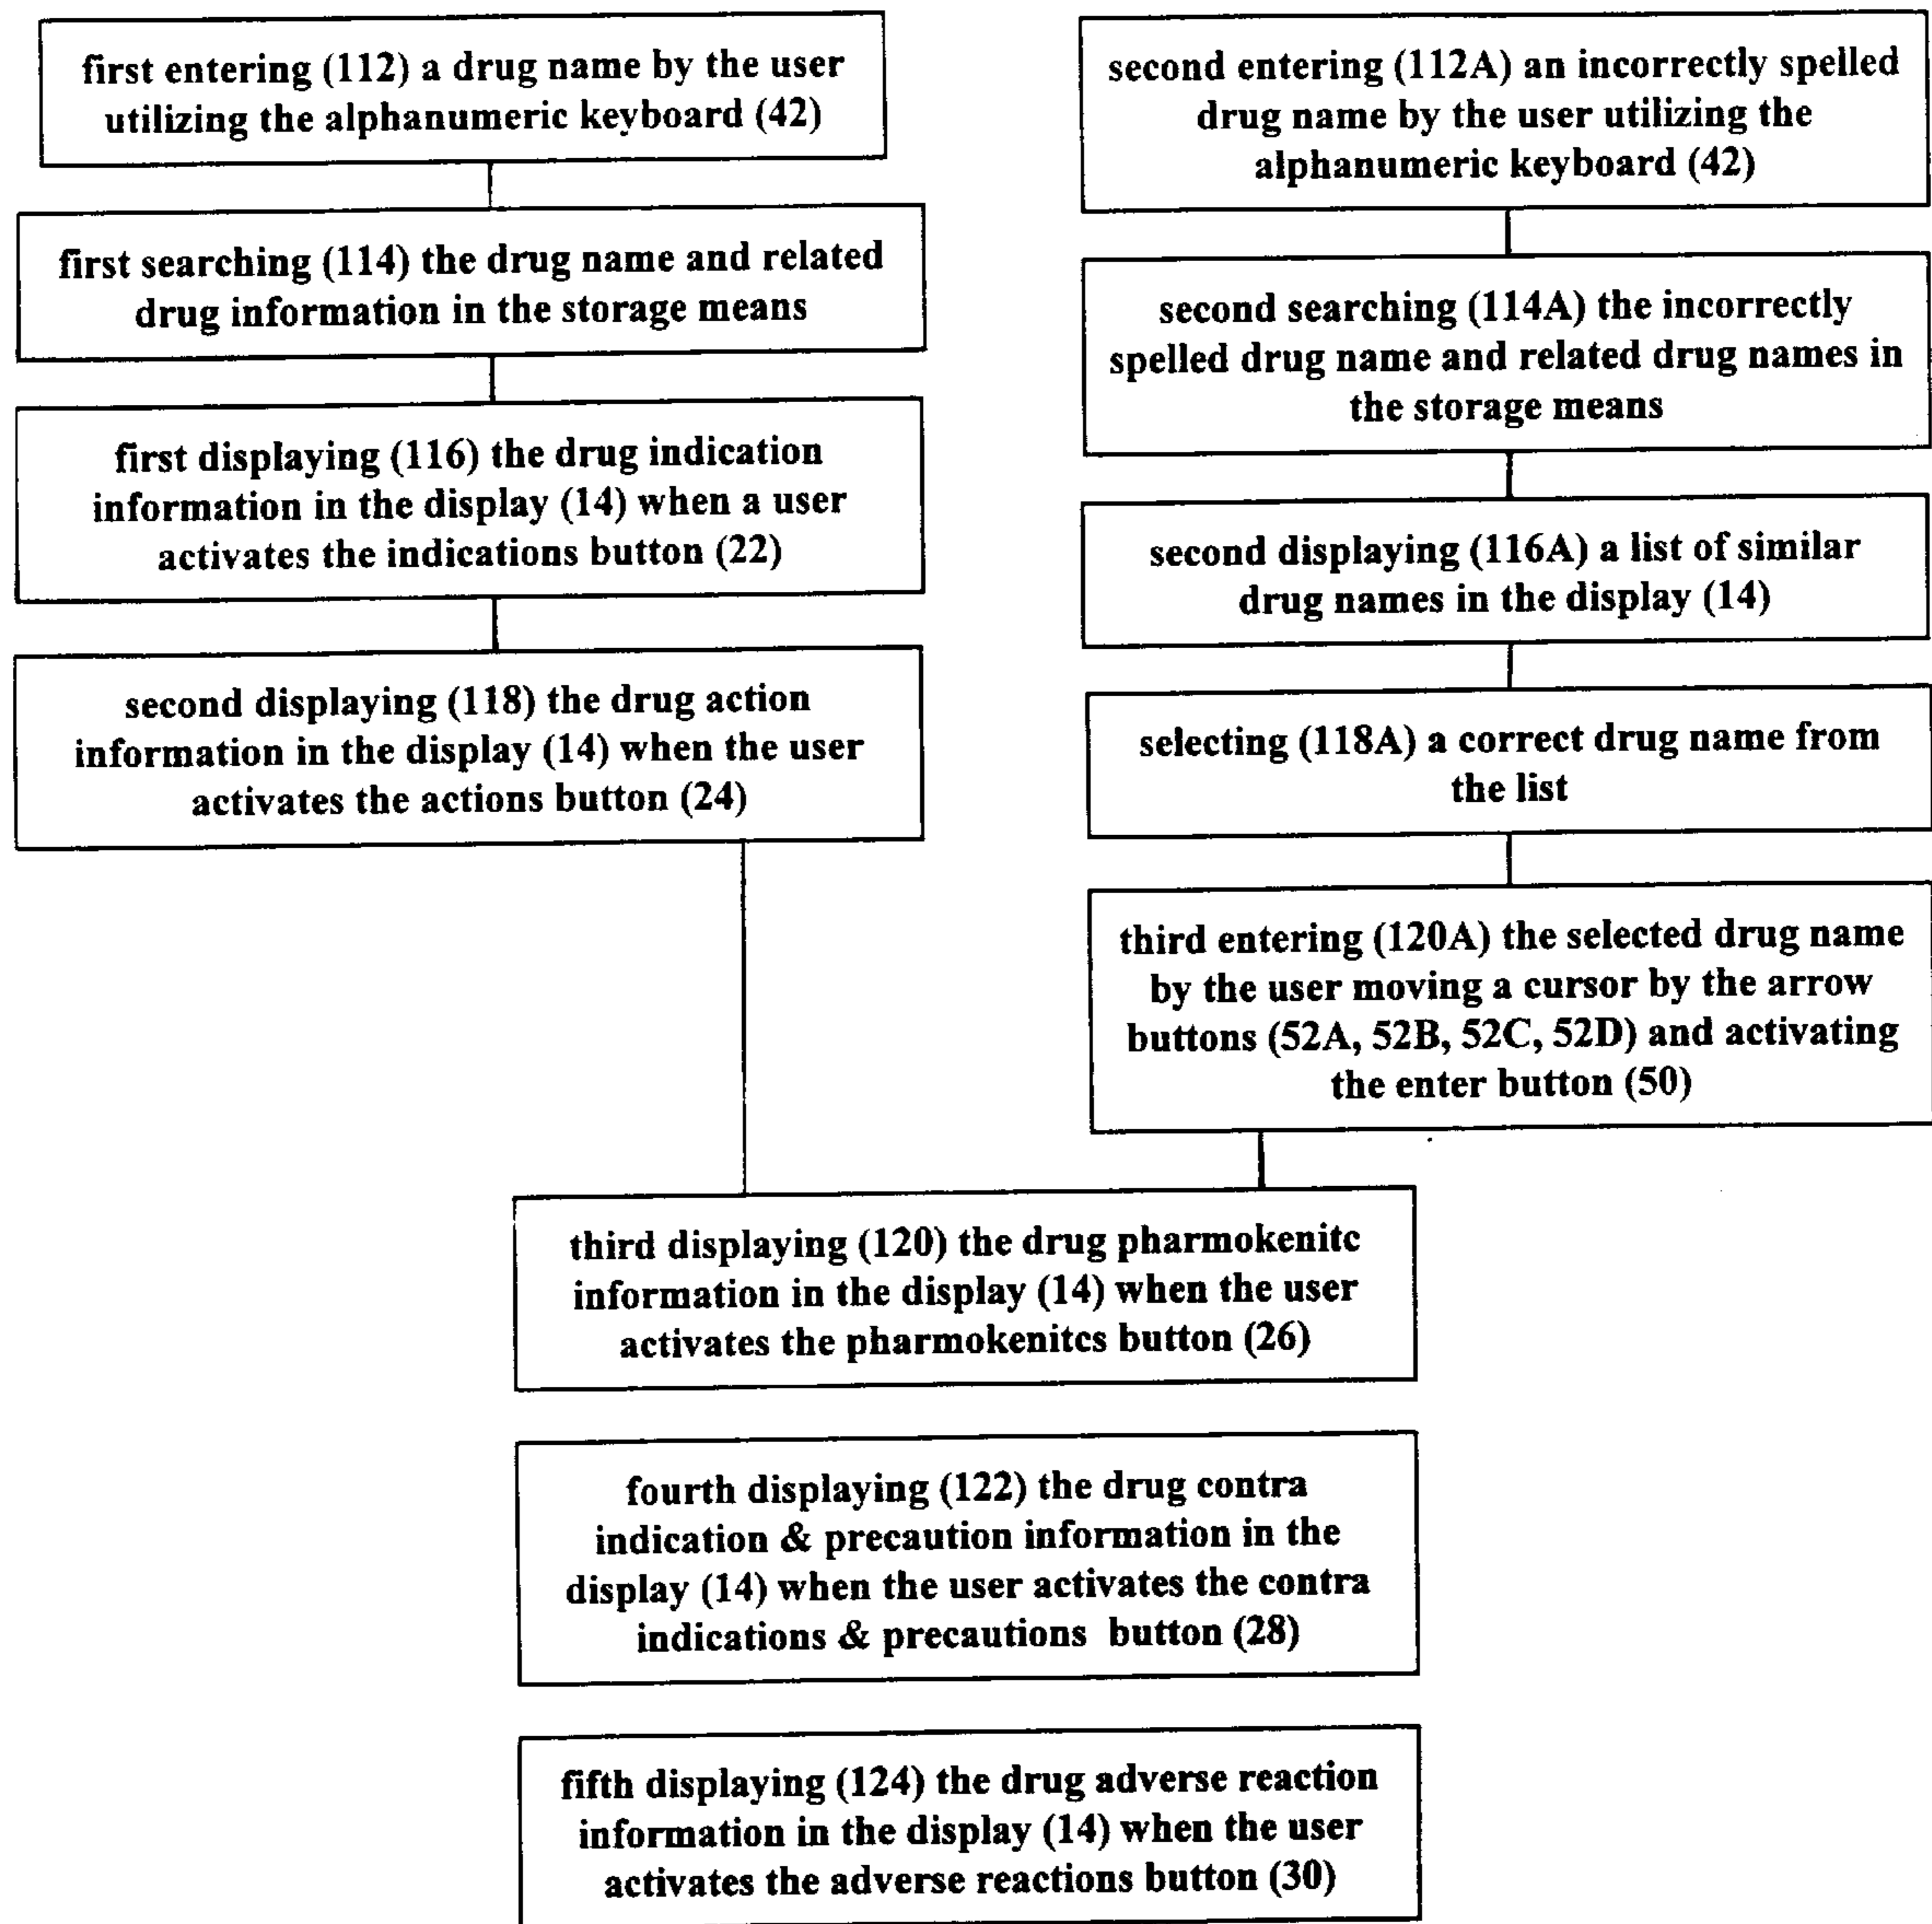 first entering (112) a drug name by the user
utilizing the alphanumeric keyboard (42)
first searching (114) the drug name and related
drug information in the storage means
first displaying (116) the drug indication
information in the display (14) when a user
activates the indications button (22)
second displaying (118) the drug action
information in the display (14) when the user
activates the actions button (24)
second entering (112A) an incorrectly spelled
drug name by the user utilizing the
alphanumeric keyboard (42)
second searching (114A) the incorrectly
spelled drug name and related drug names in
the storage means
second displaying (116A) a list of similar
drug names in the display (14)
selecting (118A) a correct drug name from
the list
third entering (120A) the selected drug name
by the user moving a cursor by the arrow
buttons (52A, 52B, 52C, 52D) and activating
the enter button (50)
third displaying (120) the drug pharmokenitc
information in the display (14) when the user
activates the pharmokenitcs button (26)
fourth displaying (122) the drug contra
indication & precaution information in the
display (14) when the user activates the contra
indications & precautions button (28)
fifth displaying (124) the drug adverse reaction
information in the display (14) when the user
activates the adverse reactions button (30)